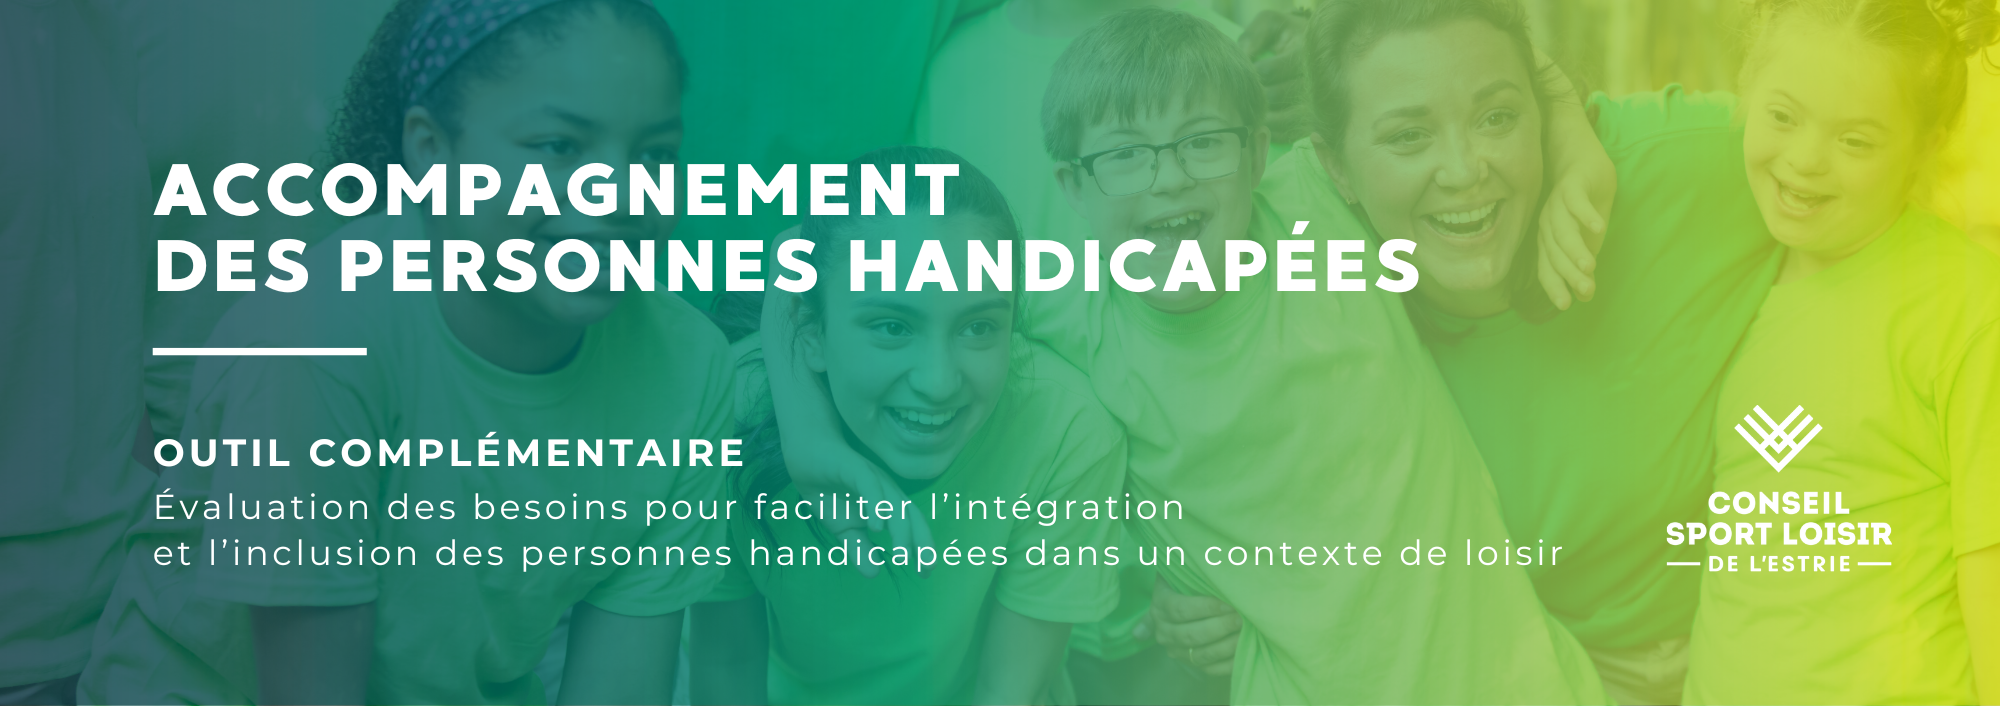 ACCOMPAGNEMENT
DES PERSONNES HANDICAPÉES
OUTIL COMPLÉMENTAIRE
Évaluation des besoins pour faciliter l’intégration
et l’inclusion des personnes handicapées dans un contexte de loisir
CONSEIL
SPORT LOISIR
DE L’ESTRIE